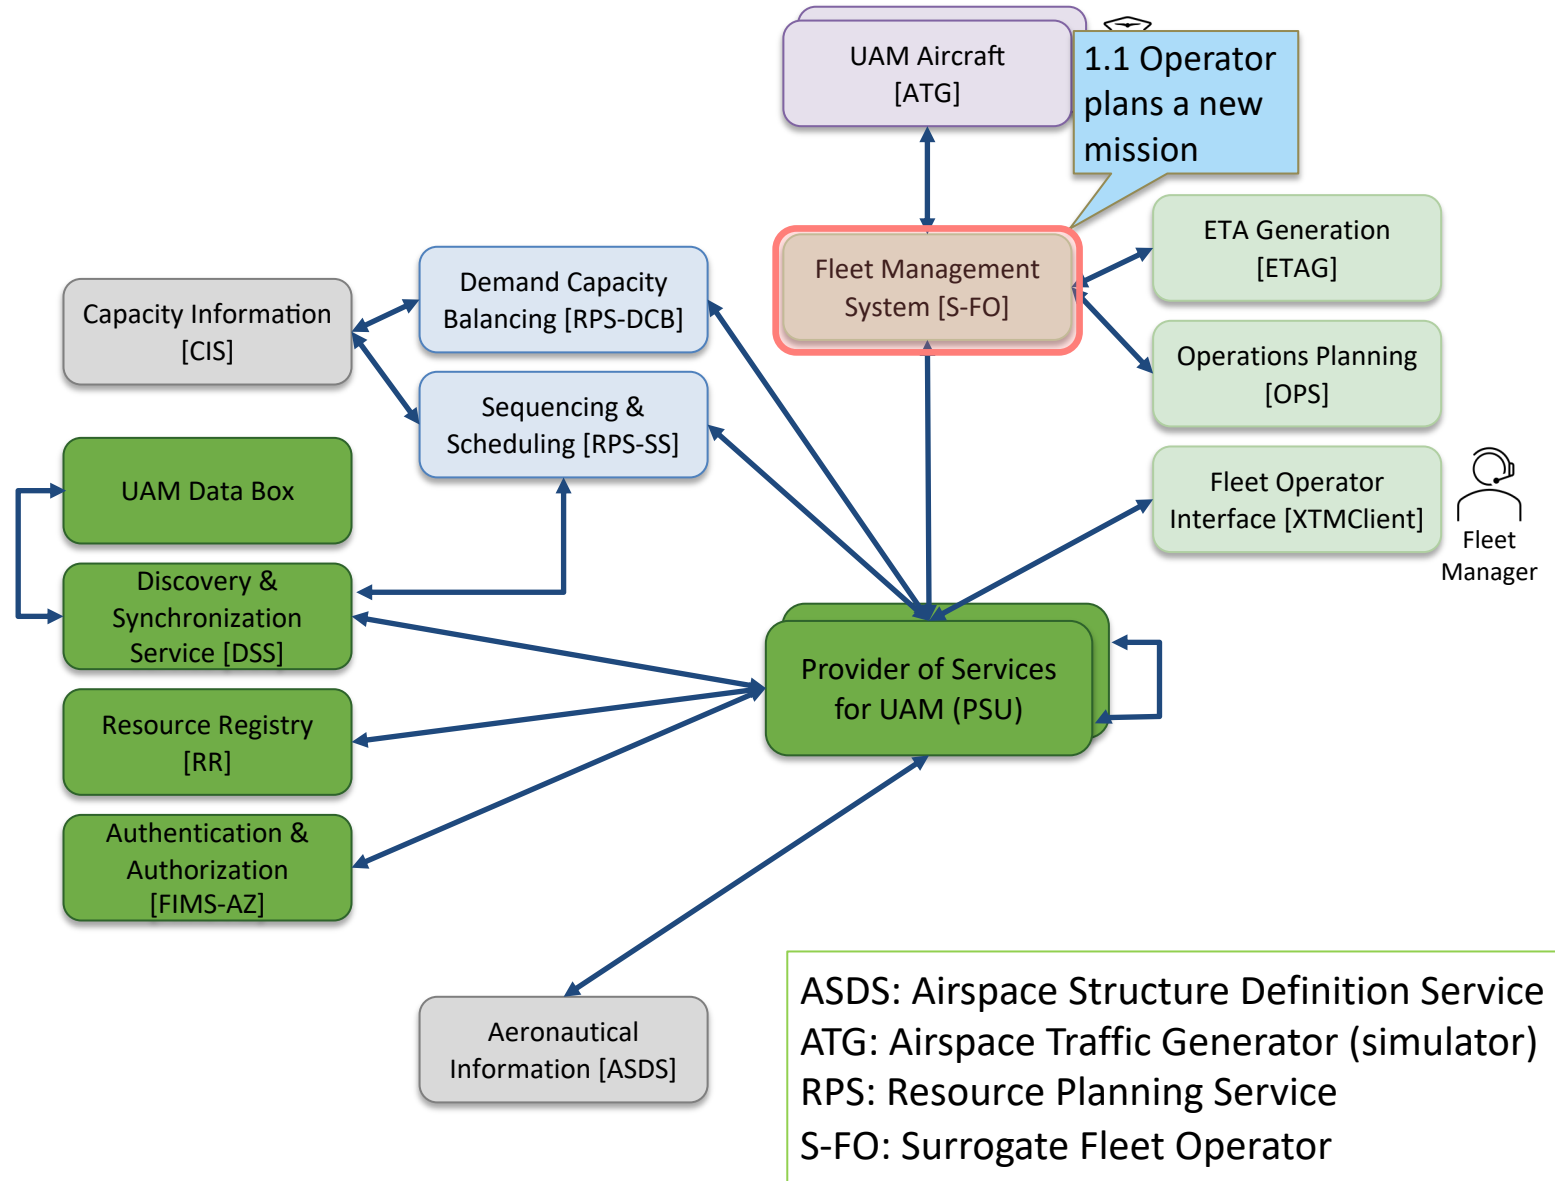 UAM Aircraft
[ATG]
1.1 Operator
plans a new
mission
ETA Generation
[ETAG]
Fleet Management
System [S-FO]
Demand Capacity
Balancing [RPS-DCB]
Capacity Information
[CIS]
Operations Planning
[OPS]
Sequencing &
Scheduling [RPS-SS]
UAM Data Box
Fleet Operator
Interface [XTMClient]
Fleet
Manager
Discovery &
Synchronization
Service [DSS]
Provider of Services
for UAM (PSU)
Resource Registry
[RR]
Authentication &
Authorization
[FIMS-AZ]
Aeronautical
Information [ASDS]
ASDS: Airspace Structure Definition Service
ATG: Airspace Traffic Generator (simulator)
RPS: Resource Planning Service
S-FO: Surrogate Fleet Operator